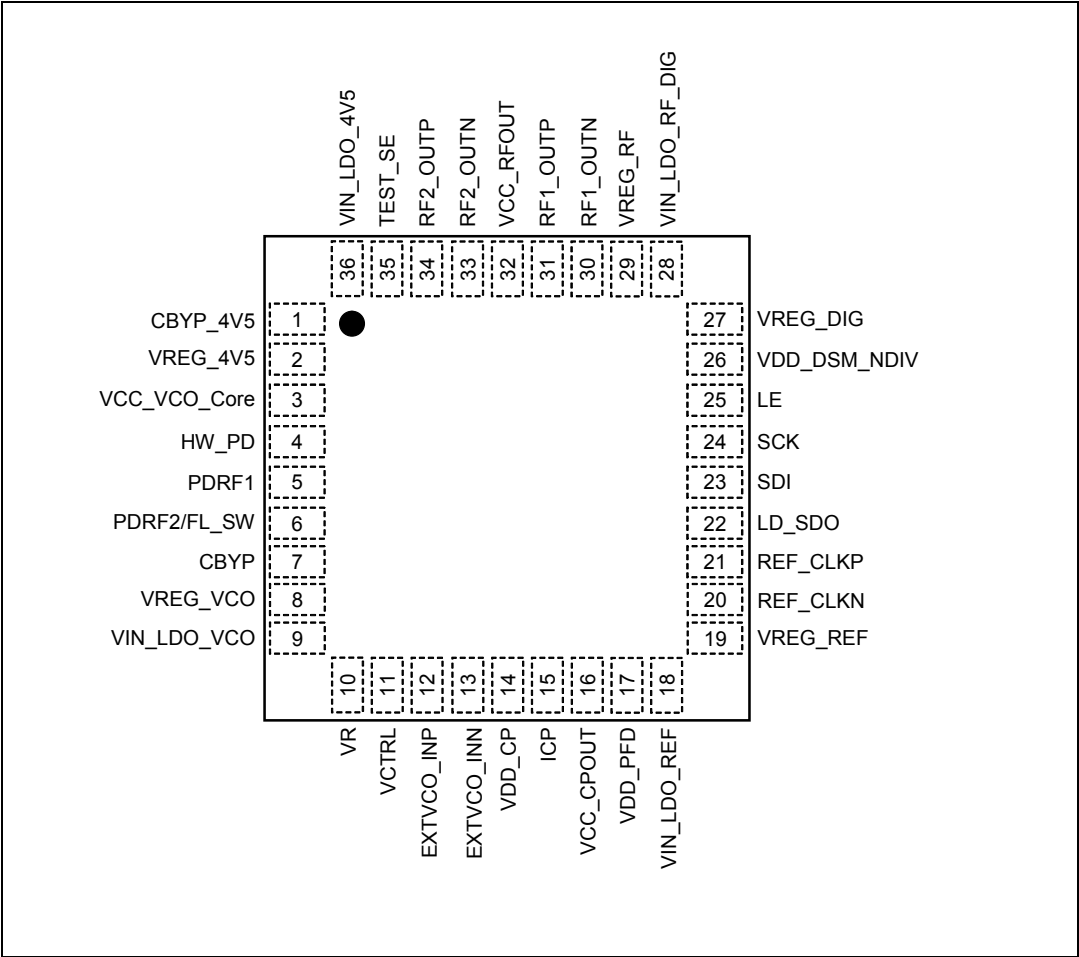 VIN_LDO_4V5
TEST_SE
RF2_OUTP
RF2_OUTN
VCC_RFOUT
RF1_OUTP
RF1_OUTN
VREG_RF
VIN_LDO_RF_DIG
36
35
34
33
32
31
30
29
28
CBYP_4V5 1
VREG_4V5 2
VCC_VCO_Core 3
HW_PD 4
PDRF1 5
PDRF2/FL_SW 6
CBYP 7
VREG_VCO 8
VIN_LDO_VCO 9
27 VREG_DIG
26 VDD_DSM_NDIV
25 LE
24 SCK
23 SDI
22 LD_SDO
21 REF_CLKP
20 REF_CLKN
19 VREG_REF
10
11
12
13
14
15
16
17
18
VR
VCTRL
EXTVCO_INP
EXTVCO_INN
VDD_CP
ICP
VCC_CPOUT
VDD_PFD
VIN_LDO_REF